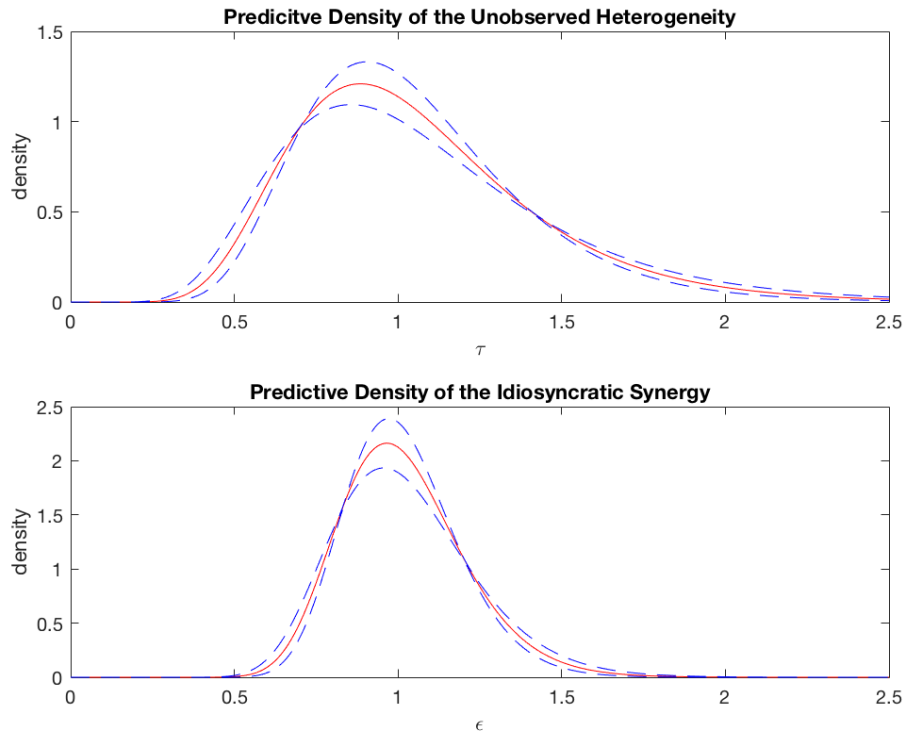 Predicitve Density of the Unobserved Heterogeneity
1.5
1
0.5
0
density
0 0.5 1 1.5 2 2.5
τ
Predictive Density of the Idiosyncratic Synergy
2.5
2
1.5
1
0.5
0
density
0 0.5 1 1.5 2 2.5
ϵ